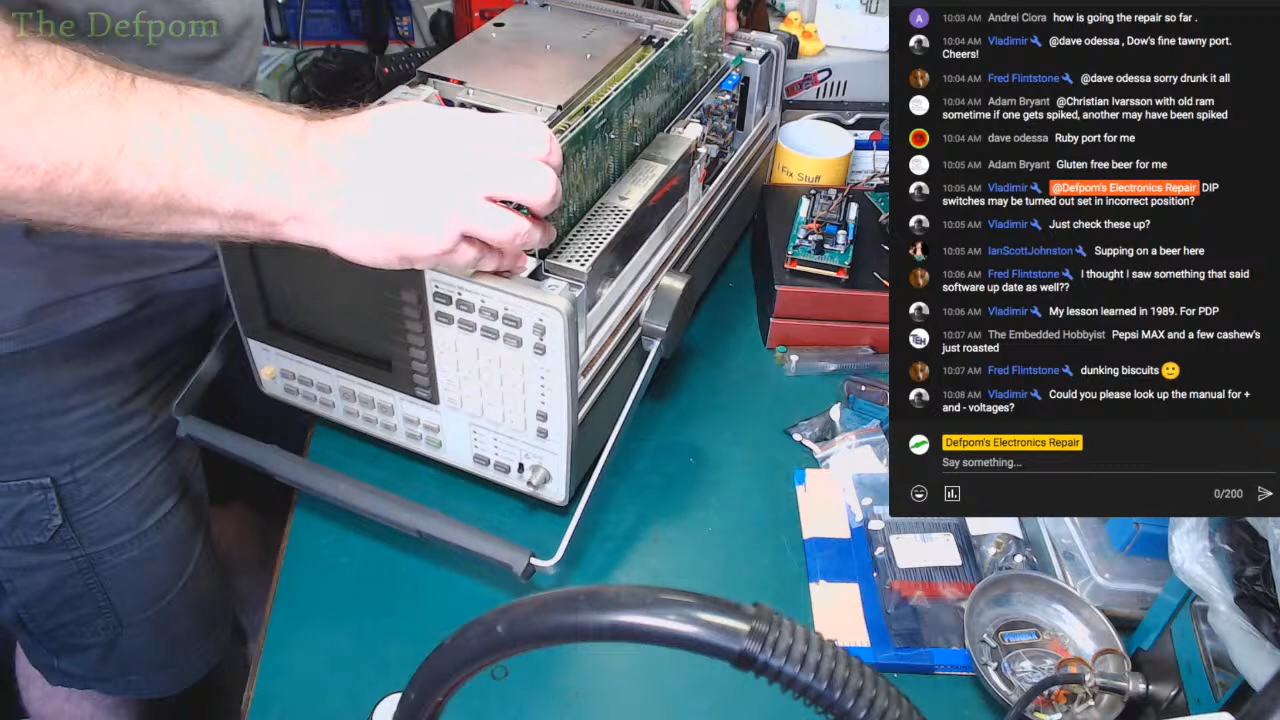 The Defpom
I Fix Stuff
10:03 AM Andrei Ciora how is going the repair so far .
10:04 AM Vladimir @dave odessa , Dow's fine tawny port.
Cheers!
10:04 AM Fred Flintstone @dave odessa sorry drunk it all
10:04 AM Adam Bryant @Christian Ivarsson with old ram
sometime if one gets spiked, another may have been spiked
10:04 AM dave odessa Ruby port for me
10:05 AM Adam Bryant Gluten free beer for me
10:05 AM Vladimir @Defpom's Electronics Repair DIP
switches may be turned out set in incorrect position?
10:05 AM Vladimir Just check these up?
10:05 AM IanScottJohnston Supping on a beer here
10:06 AM Fred Flintstone I thought I saw something that said
software up date as well??
10:06 AM Vladimir My lesson learned in 1989. For PDP
10:07 AM The Embedded Hobbyist Pepsi MAX and a few cashew's
just roasted
10:07 AM Fred Flintstone dunking biscuits
10:08 AM Vladimir Could you please look up the manual for +
and - voltages?
Defpom's Electronics Repair
Say something...
0/200